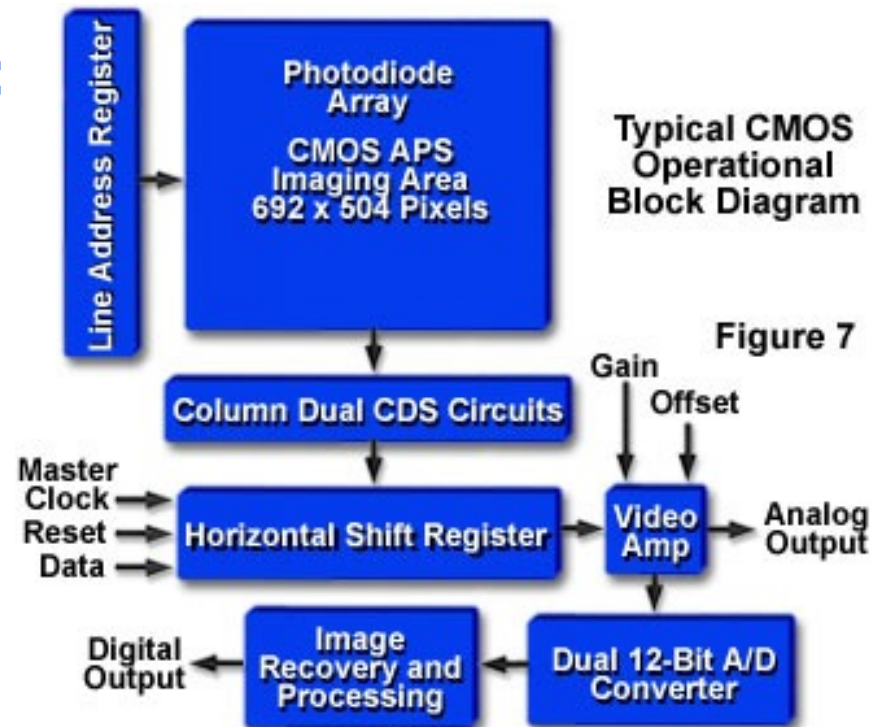 Line Address Register
Photodiode
Array
CMOS APS
Imaging Area
692 x 504 Pixels
Typical CMOS
Operational
Block Diagram
Figure 7
Gain
Offset
Column Dual CDS Circuits
Master
Clock
Reset
Data
Horizontal Shift Register
Video
Amp
Analog
Output
Digital
Output
Image
Recovery and
Processing
Dual 12-Bit A/D
Converter